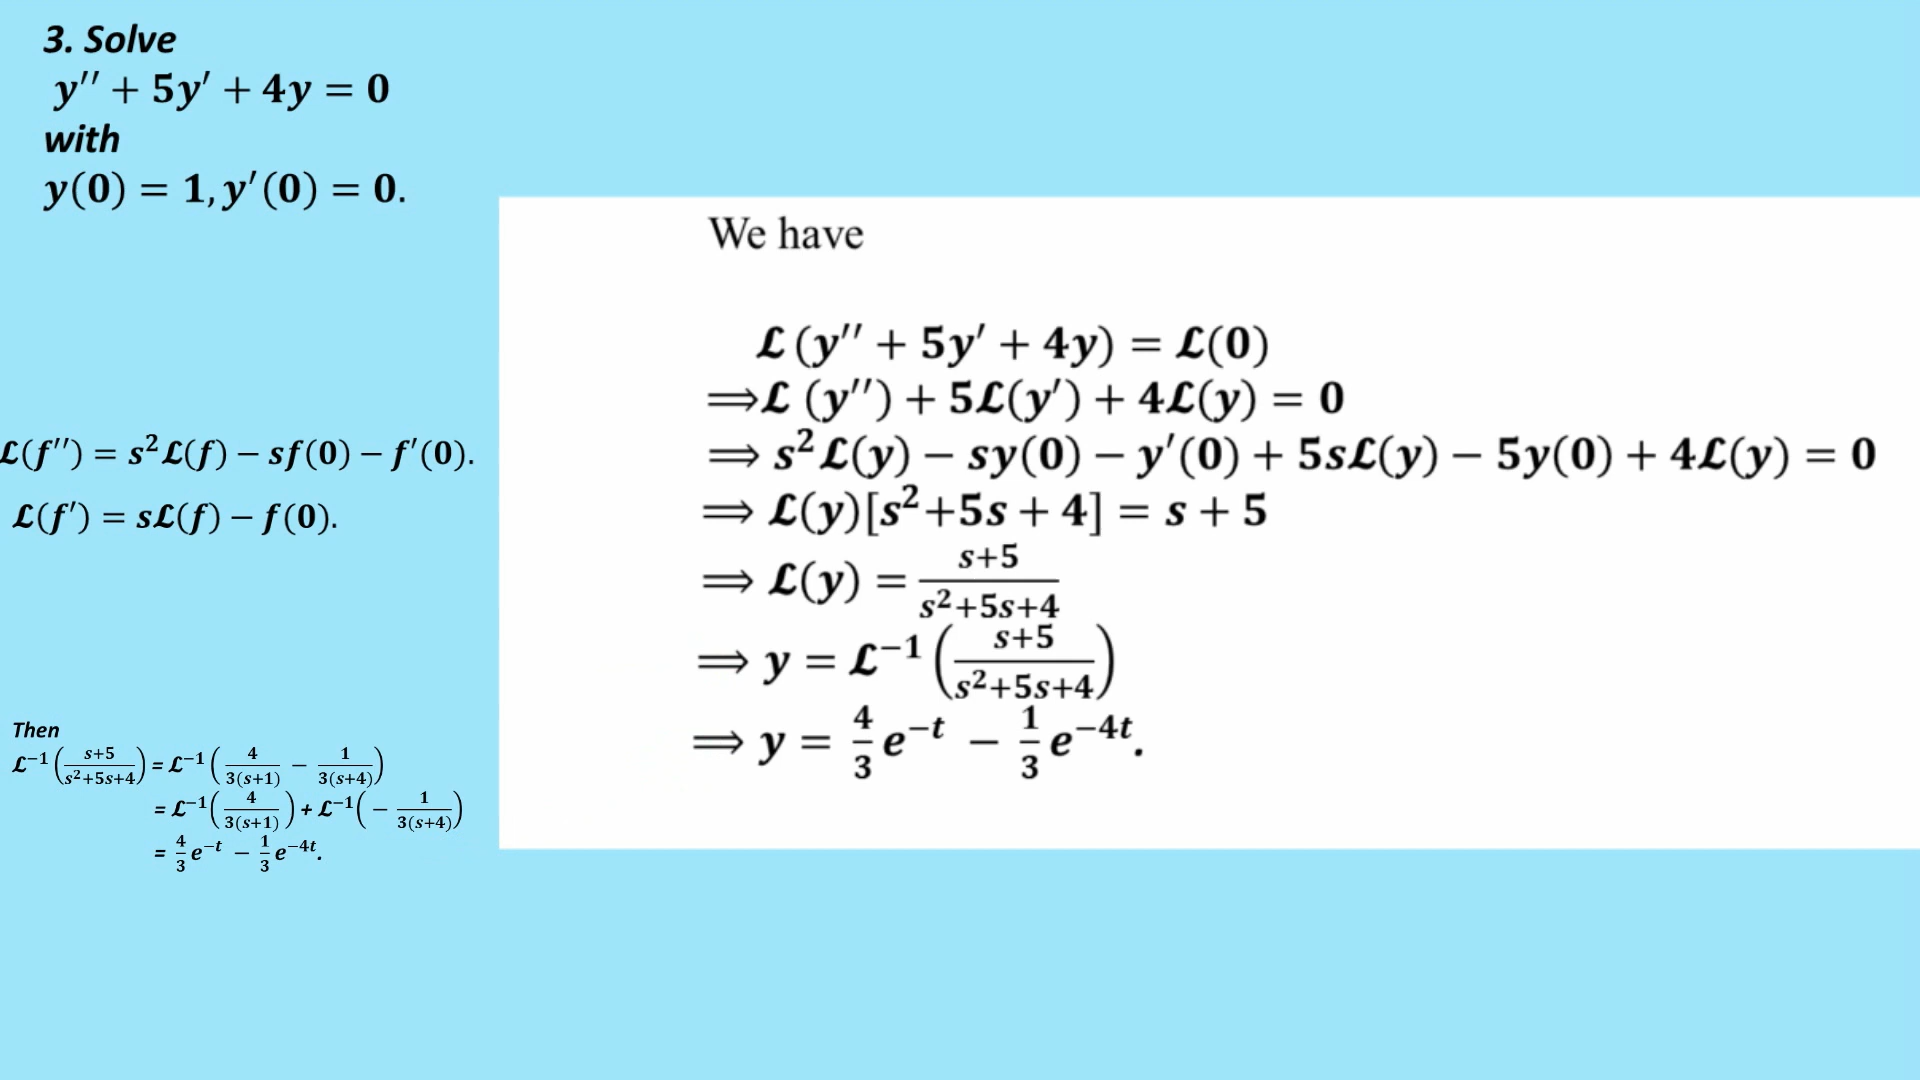 3. Solve
y′′ + 5y′ + 4y = 0
with
y(0) = 1, y′(0) = 0.
ℒ(f′′) = s²ℒ(f) − sf(0) − f′(0).
ℒ(f′) = sℒ(f) − f(0).
Then
ℒ⁻¹((s+5)/(s²+5s+4)) = ℒ⁻¹(4/(3(s+1)) − 1/(3(s+4)))
= ℒ⁻¹(4/(3(s+1))) + ℒ⁻¹(− 1/(3(s+4)))
= 4/3 e⁻ᵗ − 1/3 e⁻⁴ᵗ.
We have
ℒ (y′′ + 5y′ + 4y) = ℒ(0)
⟹ℒ (y′′) + 5ℒ(y′) + 4ℒ(y) = 0
⟹ s²ℒ(y) − sy(0) − y′(0) + 5sℒ(y) − 5y(0) + 4ℒ(y) = 0
⟹ ℒ(y)[s²+5s + 4] = s + 5
⟹ ℒ(y) = (s+5)/(s²+5s+4)
⟹ y = ℒ⁻¹((s+5)/(s²+5s+4))
⟹ y = 4/3 e⁻ᵗ − 1/3 e⁻⁴ᵗ.